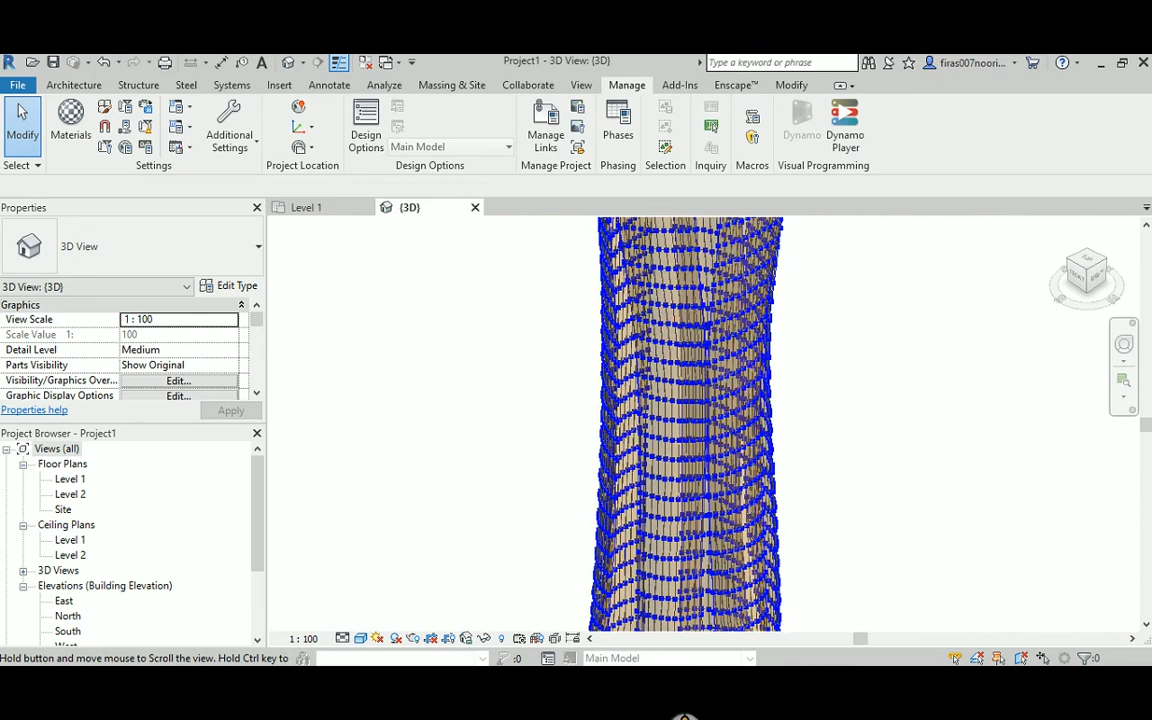 Project1 - 3D View: {3D}
Type a keyword or phrase
firas007noori...
File
Architecture
Structure
Steel
Systems
Insert
Annotate
Analyze
Massing & Site
Collaborate
View
Manage
Add-Ins
Enscape™
Modify
Modify
Materials
Additional
Settings
Design
Options
Main Model
Manage
Links
Phases
Dynamo
Dynamo
Player
Select
Settings
Project Location
Design Options
Manage Project
Phasing
Selection
Inquiry
Macros
Visual Programming
Properties
Level 1
{3D}
3D View
3D View: {3D}
Edit Type
Graphics
View Scale
1 : 100
Scale Value 1:
100
Detail Level
Medium
Parts Visibility
Show Original
Visibility/Graphics Over...
Edit...
Graphic Display Options
Edit...
Properties help
Apply
Project Browser - Project1
Views (all)
Floor Plans
Level 1
Level 2
Site
Ceiling Plans
Level 1
Level 2
3D Views
Elevations (Building Elevation)
East
North
South
FRONT
1 : 100
Hold button and move mouse to Scroll the view. Hold Ctrl key to
:0
Main Model
:0